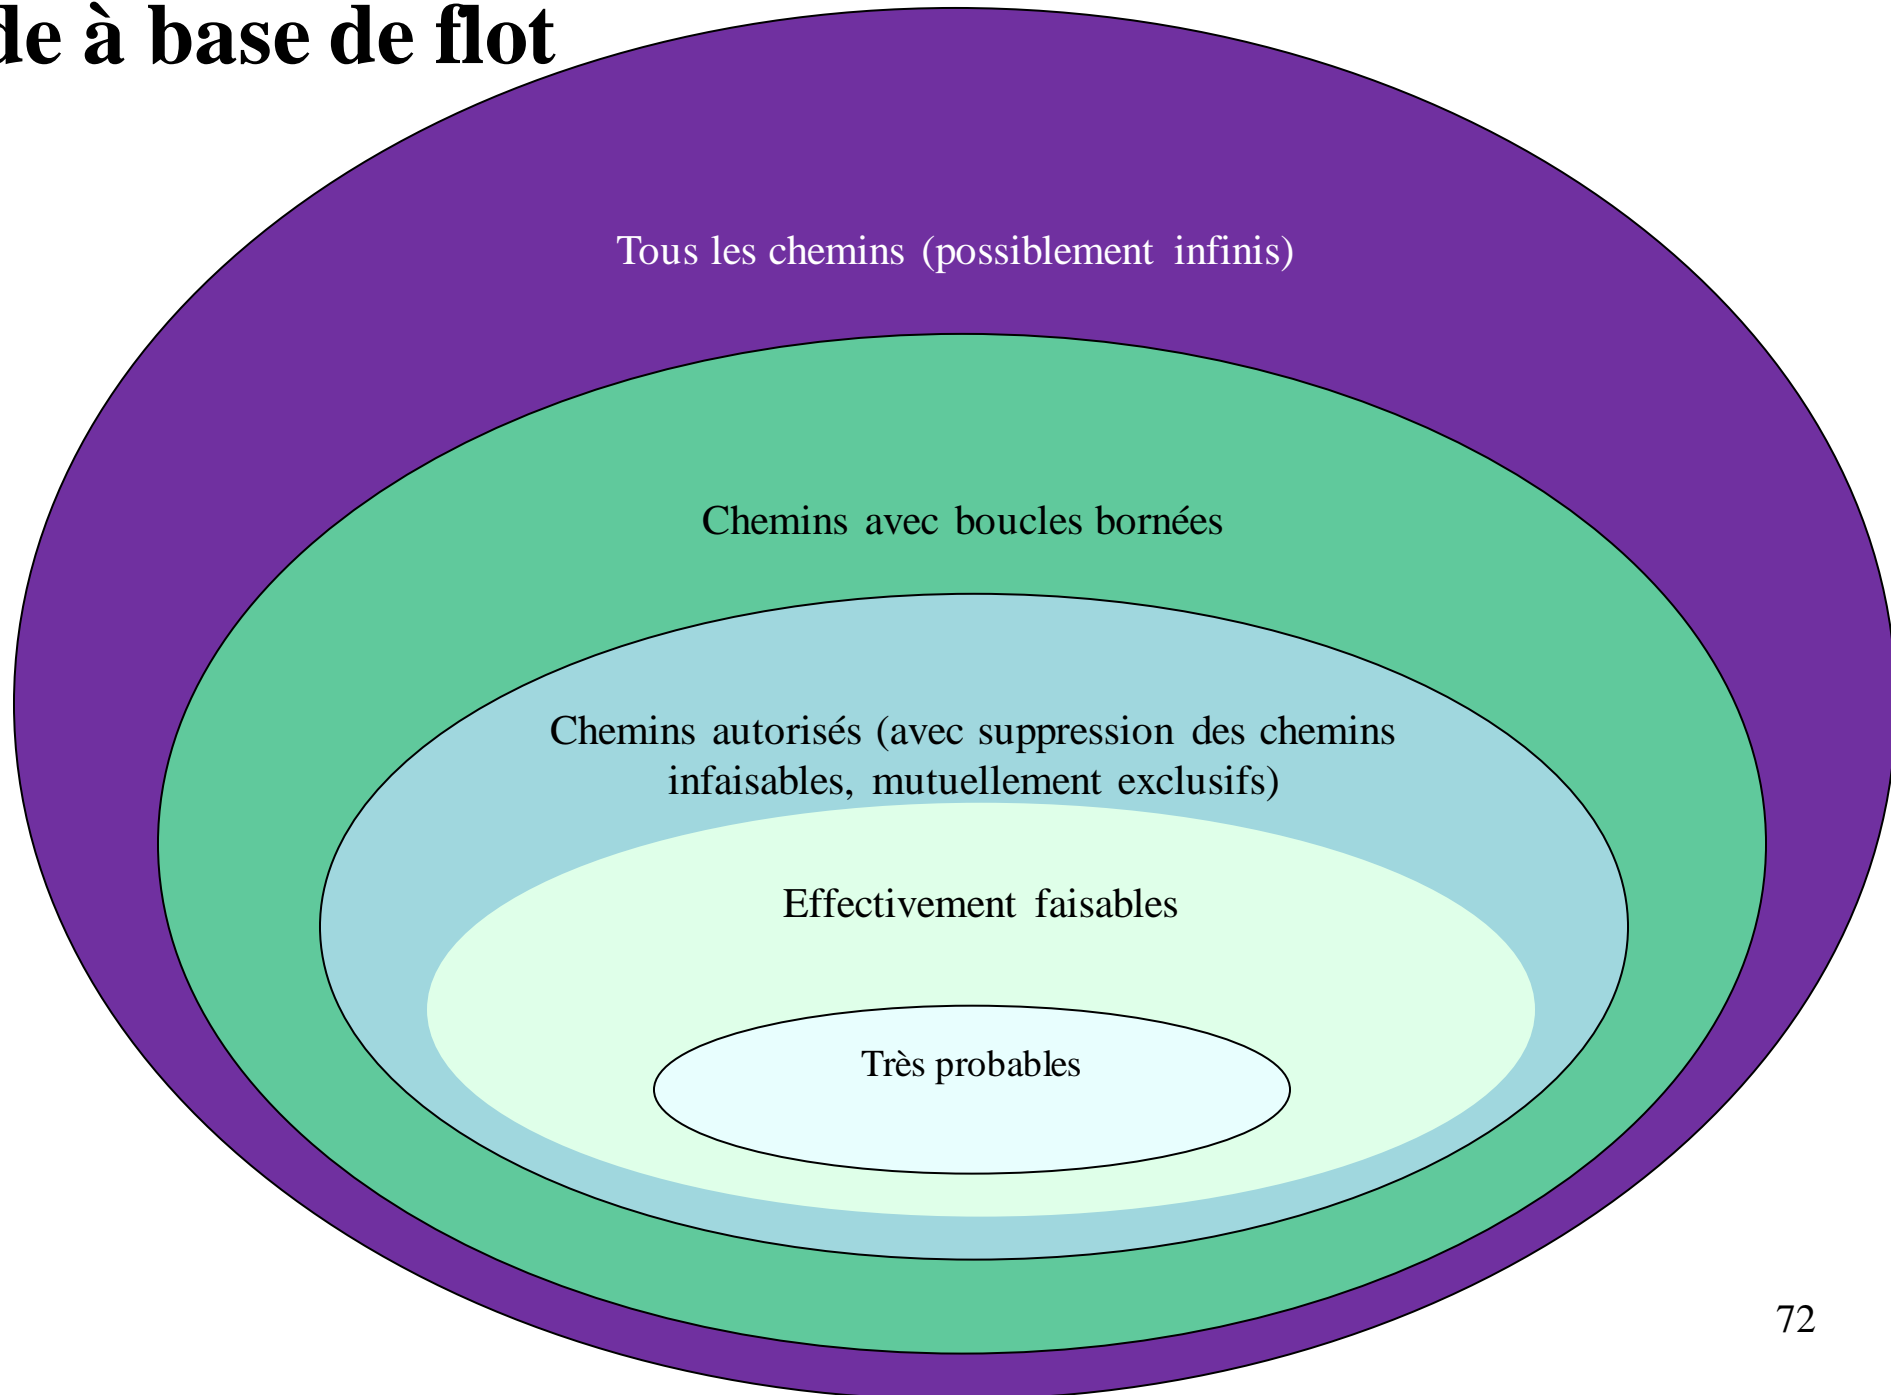 de à base de flot
Tous les chemins (possiblement infinis)
Chemins avec boucles bornées
Chemins autorisés (avec suppression des chemins
infaisables, mutuellement exclusifs)
Effectivement faisables
Très probables
72